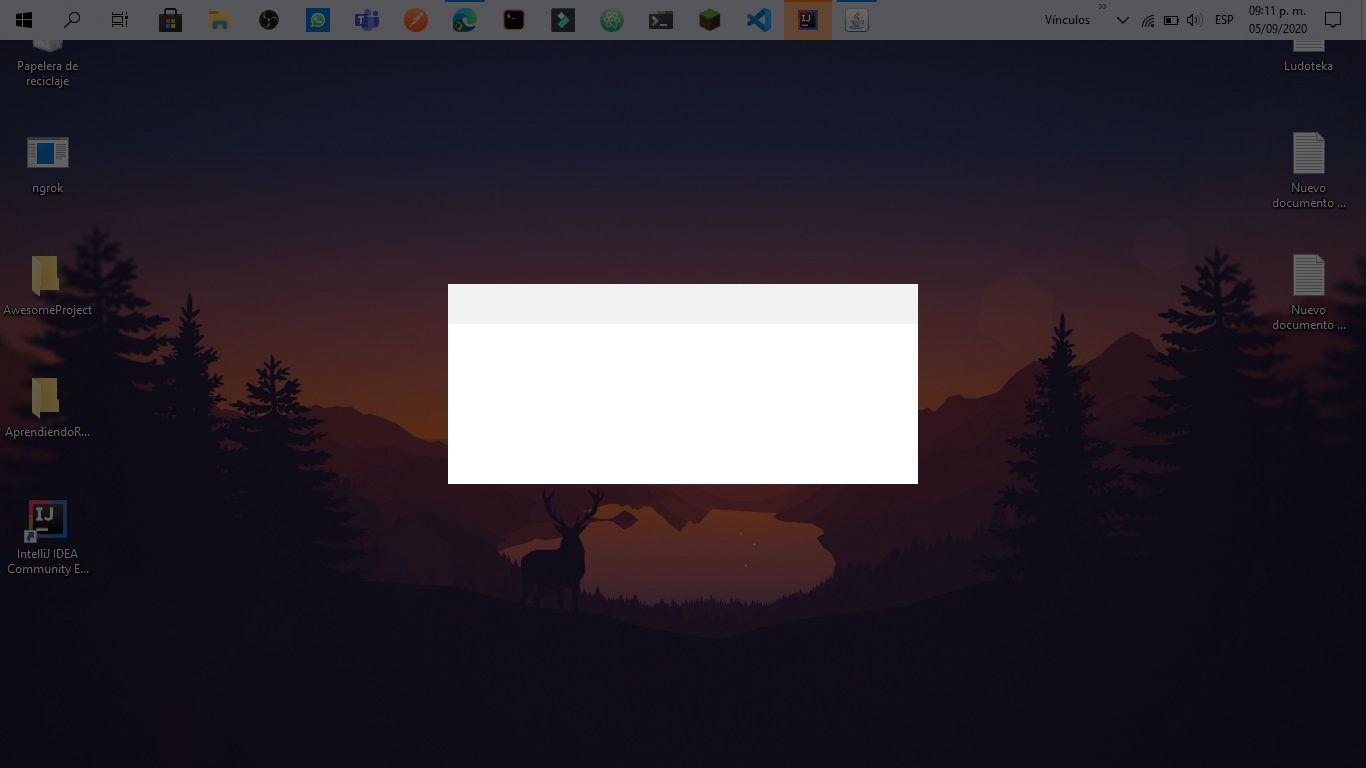 Vínculos
ESP
09:11 p. m.
05/09/2020
Papelera de
reciclaje
Ludoteka
ngrok
Nuevo
documento ...
AwesomeProject
Nuevo
documento ...
AprendiendoR...
IJ
IntelliJ IDEA
Community E...